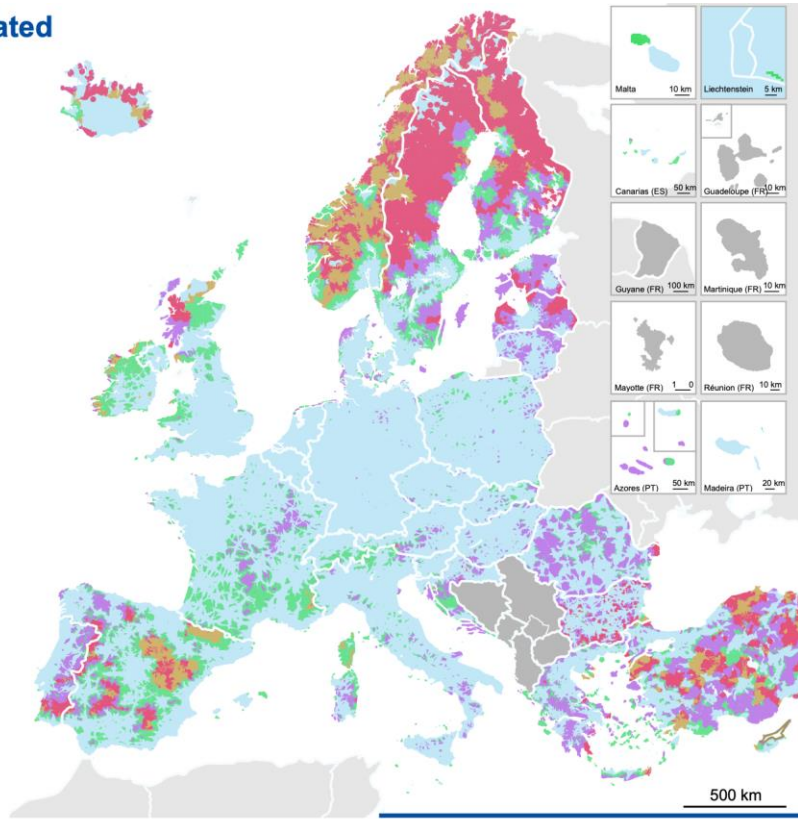 ated
Malta
10 km
Liechtenstein
5 km
Canarias (ES)
50 km
Guadeloupe (FR)
10 km
Guyane (FR)
100 km
Martinique (FR)
10 km
Mayotte (FR)
1 0
Réunion (FR)
10 km
Azores (PT)
50 km
Madeira (PT)
20 km
500 km